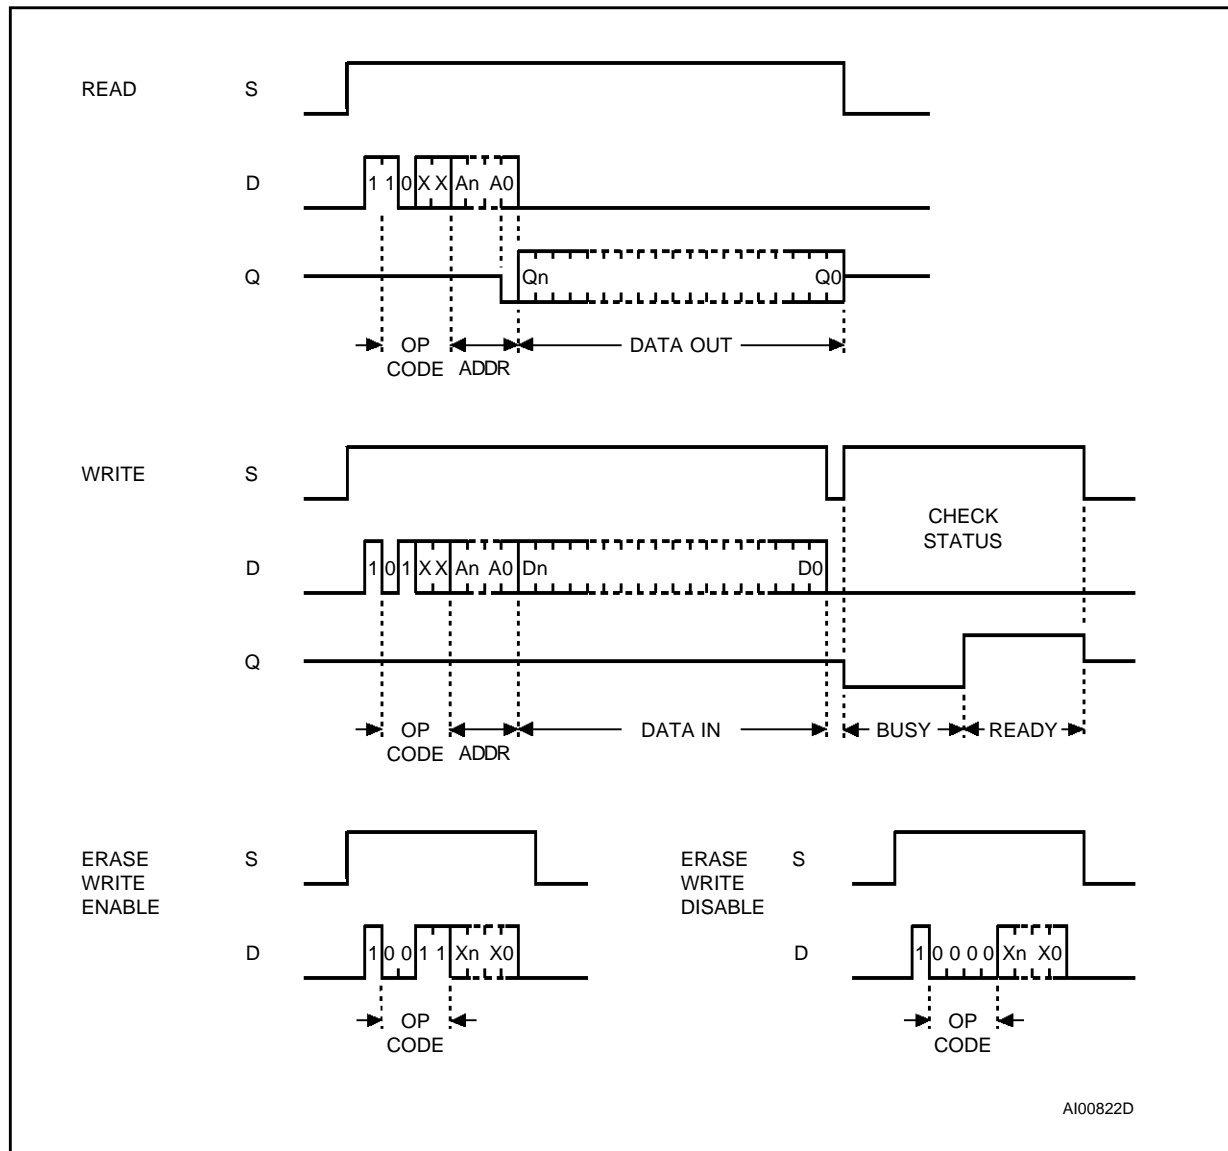 READ S
D 1 1 0 X X An A0
Q Qn Q0
OP DATA OUT
CODE ADDR
WRITE S
CHECK
STATUS
D 1 0 1 X X An A0 Dn D0
Q
OP DATA IN BUSY READY
CODE ADDR
ERASE S
WRITE
ENABLE
D 1 0 0 1 1 Xn X0
OP
CODE
ERASE S
WRITE
DISABLE
D 1 0 0 0 0 Xn X0
OP
CODE
AI00822D